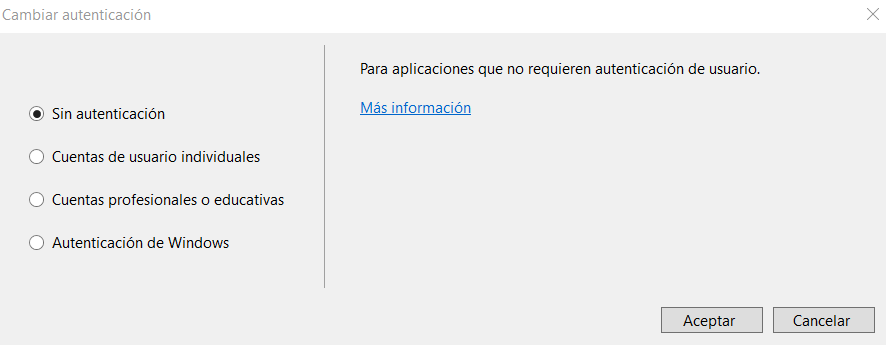 Cambiar autenticación
Para aplicaciones que no requieren autenticación de usuario.
Más información
Sin autenticación
Cuentas de usuario individuales
Cuentas profesionales o educativas
Autenticación de Windows
Aceptar
Cancelar